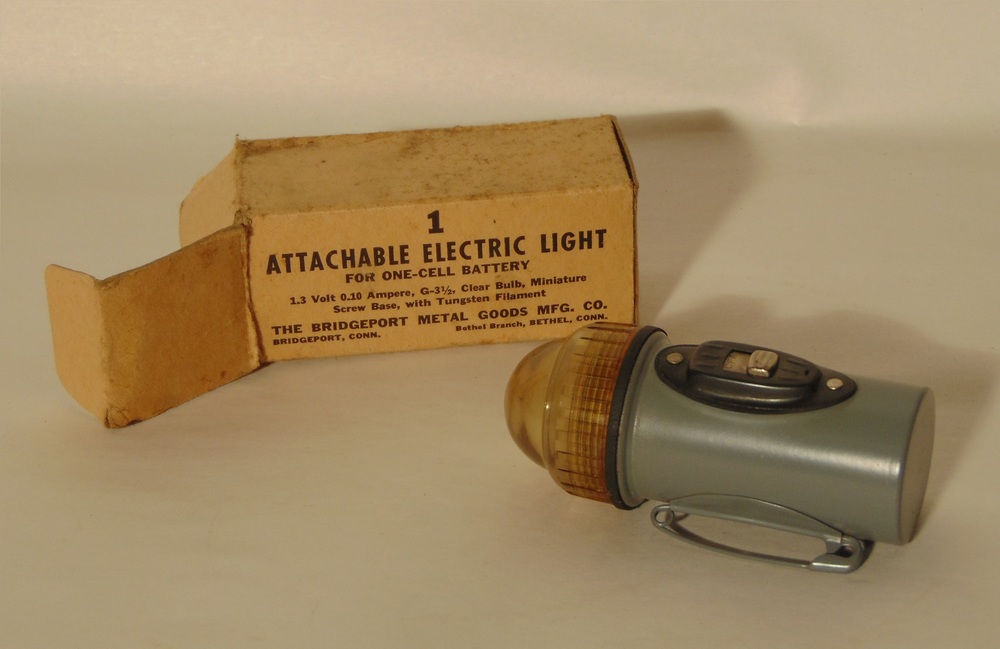 1
ATTACHABLE ELECTRIC LIGHT
FOR ONE-CELL BATTERY
1.3 Volt 0.10 Ampere, G-3½, Clear Bulb, Miniature
Screw Base, with Tungsten Filament
THE BRIDGEPORT METAL GOODS MFG. CO.
BRIDGEPORT, CONN. Bethel Branch, BETHEL, CONN.